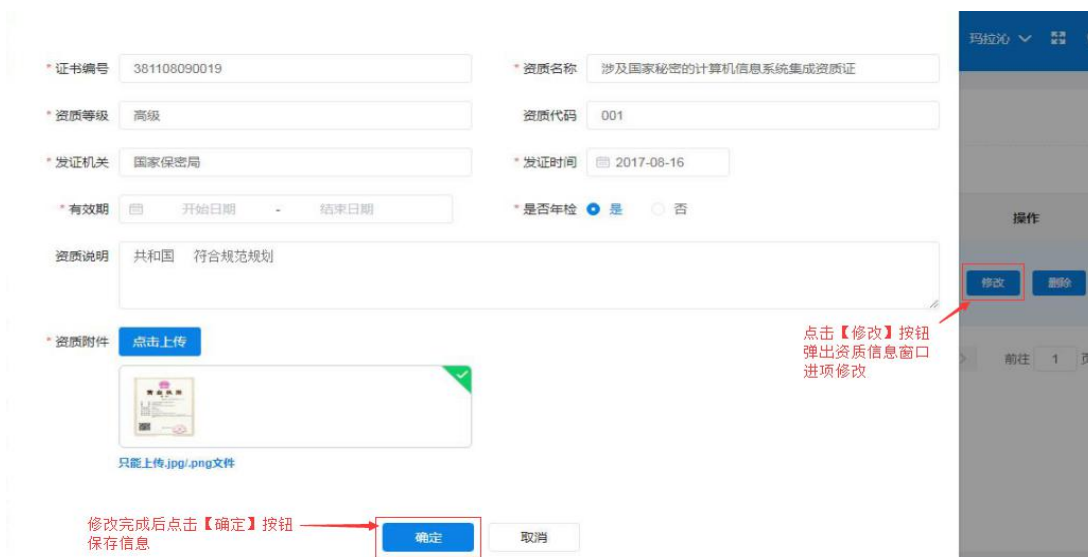 玛拉沁
* 证书编号 381108090019 * 资质名称 涉及国家秘密的计算机信息系统集成资质证
* 资质等级 高级 资质代码 001
* 发证机关 国家保密局 * 发证时间 2017-08-16
* 有效期 开始日期 - 结束日期 * 是否年检 是 否
操作
资质说明 共和国 符合规范规划
修改 删除
* 资质附件 点击上传
点击【修改】按钮
弹出资质信息窗口
进项修改
前往 1
营业执照
只能上传.jpg/.png文件
修改完成后点击【确定】按钮
保存信息
确定 取消